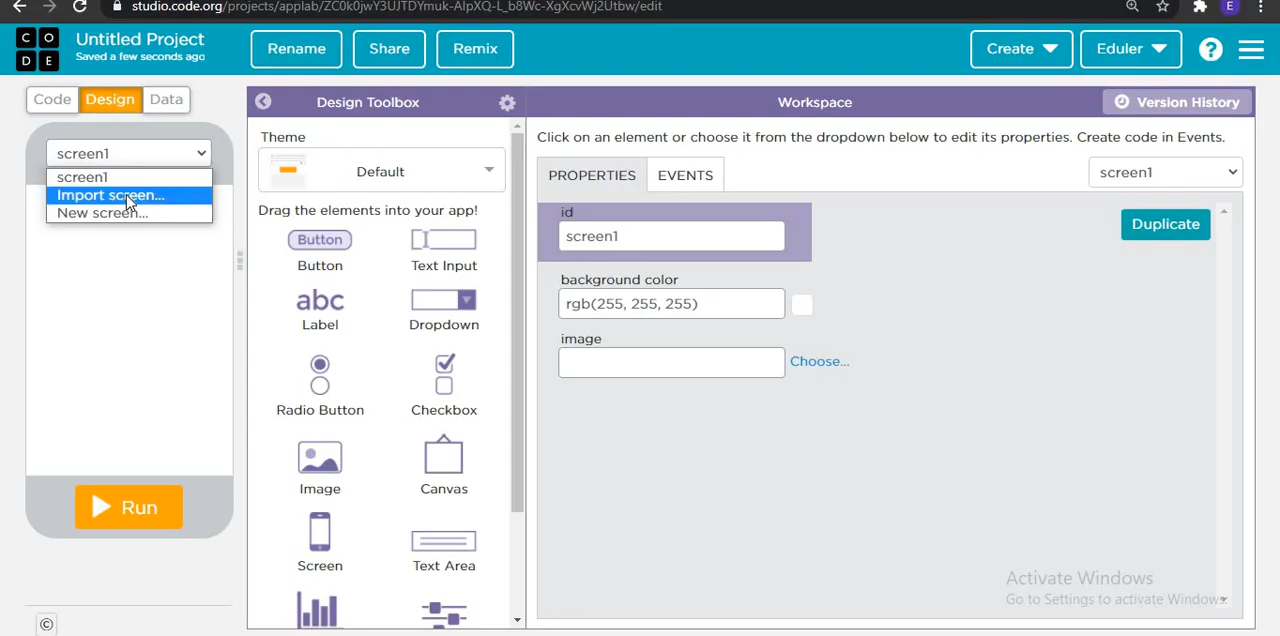 studio.code.org/projects/applab/ZC0k0jwY3UJTDYmuk-AIpXQ-L_b8Wc-XgXcvWj2Utbw/edit
E
C O
D E
Untitled Project
Saved a few seconds ago
Rename
Share
Remix
Create
Eduler
?
Code
Design
Data
Design Toolbox
Workspace
Version History
screen1
screen1
Import screen...
New screen...
Run
©
Theme
Default
Drag the elements into your app!
Button
Button
Text Input
abc
Label
Dropdown
Radio Button
Checkbox
Image
Canvas
Screen
Text Area
Click on an element or choose it from the dropdown below to edit its properties. Create code in Events.
PROPERTIES
EVENTS
screen1
id
screen1
Duplicate
background color
rgb(255, 255, 255)
image
Choose...
Activate Windows
Go to Settings to activate Windows.